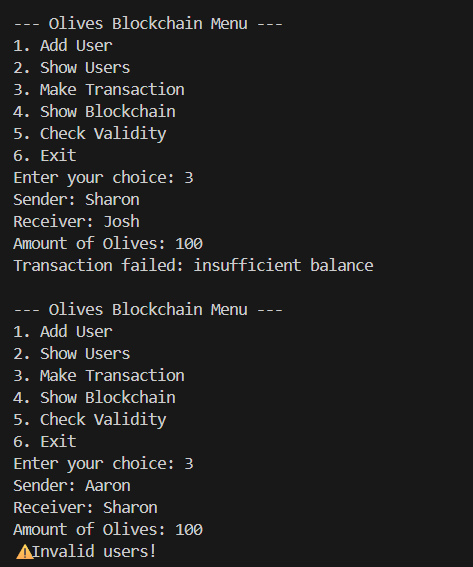 --- Olives Blockchain Menu ---
1. Add User
2. Show Users
3. Make Transaction
4. Show Blockchain
5. Check Validity
6. Exit
Enter your choice: 3
Sender: Sharon
Receiver: Josh
Amount of Olives: 100
Transaction failed: insufficient balance
--- Olives Blockchain Menu ---
1. Add User
2. Show Users
3. Make Transaction
4. Show Blockchain
5. Check Validity
6. Exit
Enter your choice: 3
Sender: Aaron
Receiver: Sharon
Amount of Olives: 100
⚠️Invalid users!